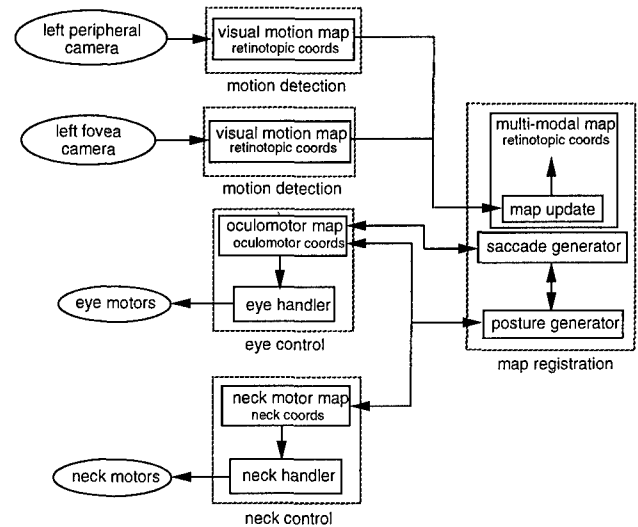 left peripheral
camera
visual motion map
retinotopic coords
motion detection
left fovea
camera
visual motion map
retinotopic coords
motion detection
multi-modal map
retinotopic coords
map update
saccade generator
posture generator
map registration
oculomotor map
oculomotor coords
eye handler
eye motors
eye control
neck motor map
neck coords
neck handler
neck motors
neck control